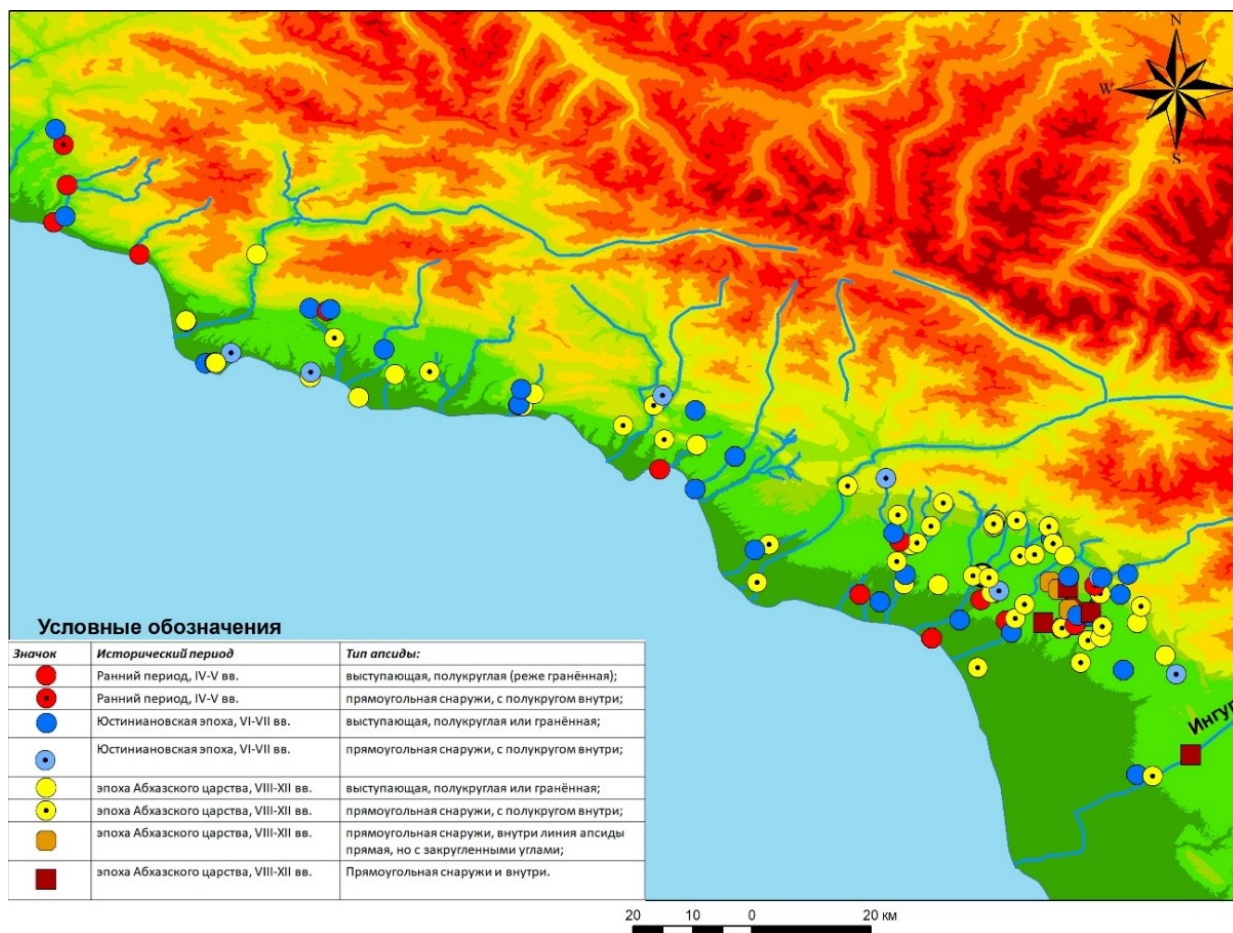 N
W
S
Условные обозначения
Значок Исторический период Тип апсиды:
Ранний период, IV-V вв. выступающая, полукруглая (реже гранённая);
Ранний период, IV-V вв. прямоугольная снаружи, с полукругом внутри;
Юстиниановская эпоха, VI-VII вв. выступающая, полукруглая или гранённая;
Юстиниановская эпоха, VI-VII вв. прямоугольная снаружи, с полукругом внутри;
эпоха Абхазского царства, VIII-XII вв. выступающая, полукруглая или гранённая;
эпоха Абхазского царства, VIII-XII вв. прямоугольная снаружи, с полукругом внутри;
эпоха Абхазского царства, VIII-XII вв. прямоугольная снаружи, внутри линия апсиды
прямая, но с закругленными углами;
эпоха Абхазского царства, VIII-XII вв. Прямоугольная снаружи и внутри.
Ингур
20 10 0 20 км